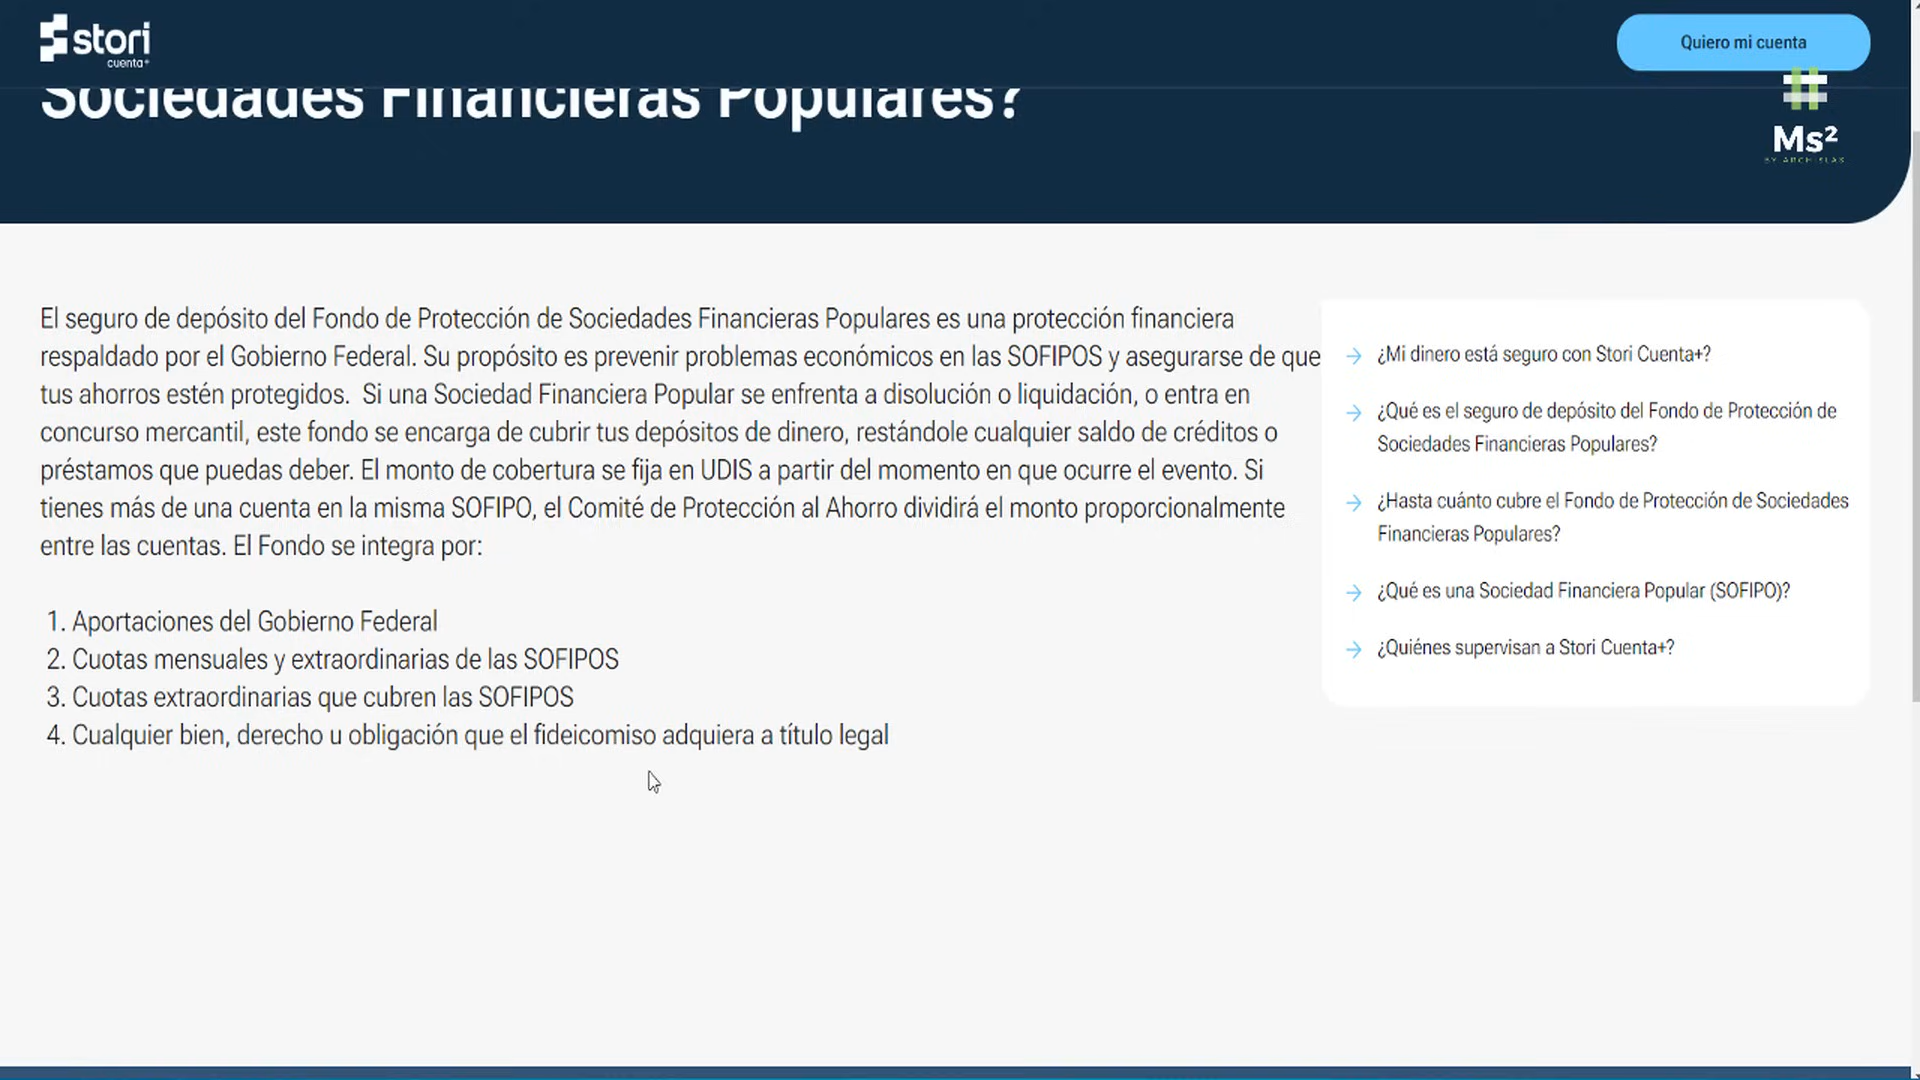 stori
cuenta+
Quiero mi cuenta
Sociedades Financieras Populares?
Ms²
BY ARCHISLAS
El seguro de depósito del Fondo de Protección de Sociedades Financieras Populares es una protección financiera
respaldado por el Gobierno Federal. Su propósito es prevenir problemas económicos en las SOFIPOS y asegurarse de que
tus ahorros estén protegidos.  Si una Sociedad Financiera Popular se enfrenta a disolución o liquidación, o entra en
concurso mercantil, este fondo se encarga de cubrir tus depósitos de dinero, restándole cualquier saldo de créditos o
préstamos que puedas deber. El monto de cobertura se fija en UDIS a partir del momento en que ocurre el evento. Si
tienes más de una cuenta en la misma SOFIPO, el Comité de Protección al Ahorro dividirá el monto proporcionalmente
entre las cuentas. El Fondo se integra por:
1. Aportaciones del Gobierno Federal
2. Cuotas mensuales y extraordinarias de las SOFIPOS
3. Cuotas extraordinarias que cubren las SOFIPOS
4. Cualquier bien, derecho u obligación que el fideicomiso adquiera a título legal
¿Mi dinero está seguro con Stori Cuenta+?
¿Qué es el seguro de depósito del Fondo de Protección de
Sociedades Financieras Populares?
¿Hasta cuánto cubre el Fondo de Protección de Sociedades
Financieras Populares?
¿Qué es una Sociedad Financiera Popular (SOFIPO)?
¿Quiénes supervisan a Stori Cuenta+?